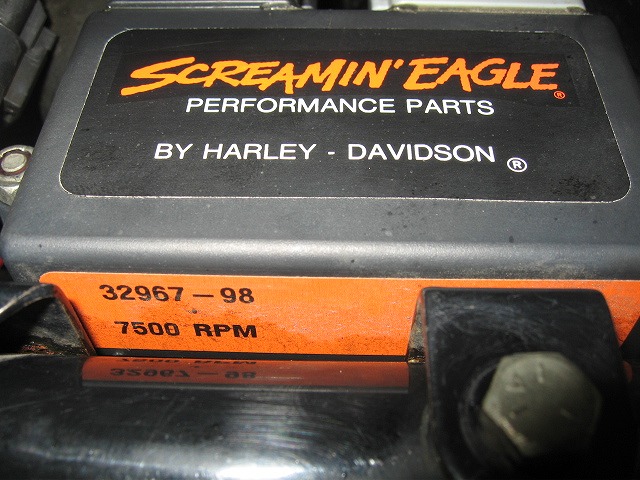 SCREAMIN' EAGLE ®
PERFORMANCE PARTS
BY HARLEY - DAVIDSON ®
32967-98
7500 RPM